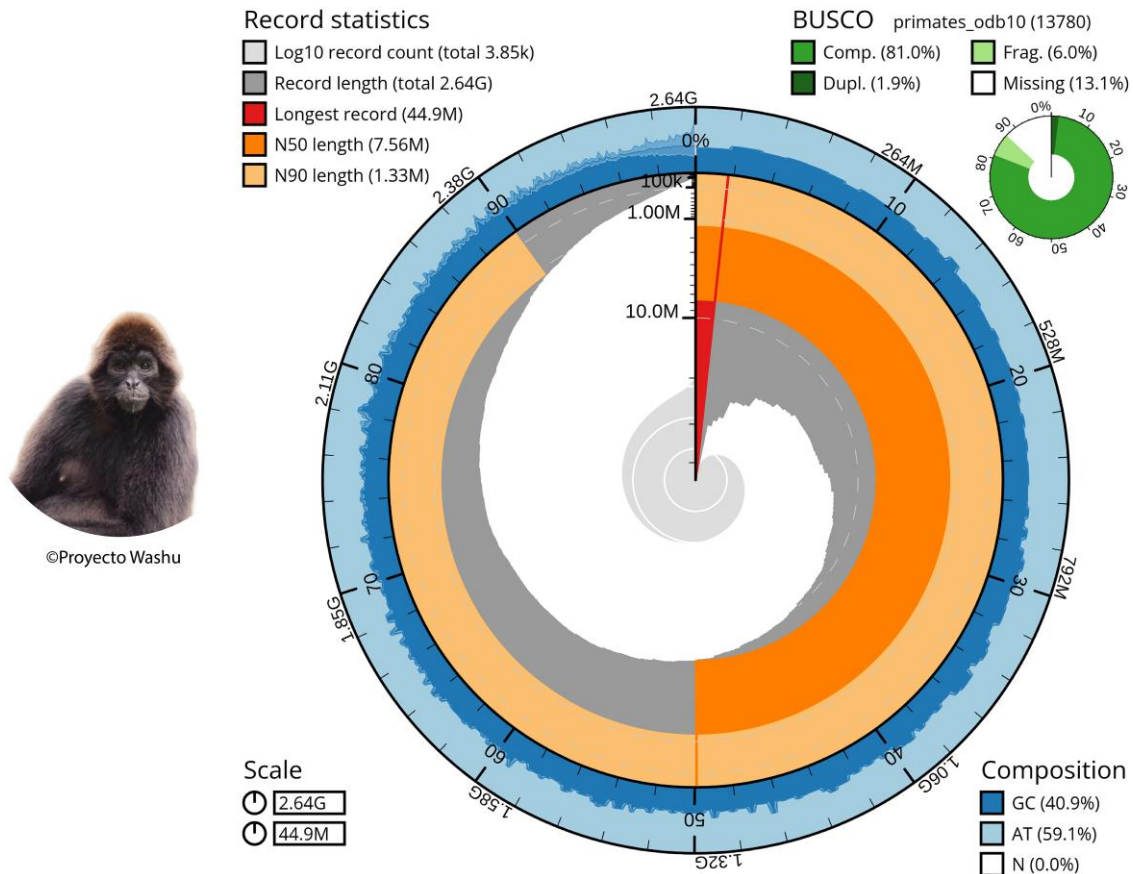 Record statistics
Log10 record count (total 3.85k)
Record length (total 2.64G)
Longest record (44.9M)
N50 length (7.56M)
N90 length (1.33M)
BUSCO primates_odb10 (13780)
Comp. (81.0%) Frag. (6.0%)
Dupl. (1.9%) Missing (13.1%)
0%
10
20
30
40
50
60
70
80
90
2.64G
264M
528M
792M
1.06G
1.32G
1.58G
1.85G
2.11G
2.38G
0%
10
20
30
40
50
60
70
80
90
100k
1.00M
10.0M
©Proyecto Washu
Scale
2.64G
44.9M
Composition
GC (40.9%)
AT (59.1%)
N (0.0%)